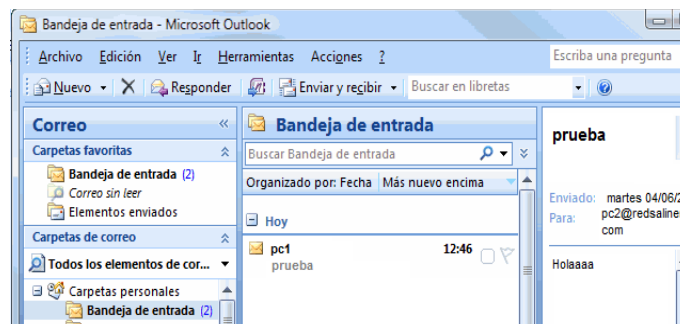 Bandeja de entrada - Microsoft Outlook
Archivo Edición Ver Ir Herramientas Acciones ? Escriba una pregunta
Nuevo Responder Enviar y recibir Buscar en libretas
Correo
Carpetas favoritas
Bandeja de entrada (2)
Correo sin leer
Elementos enviados
Carpetas de correo
Todos los elementos de cor...
Carpetas personales
Bandeja de entrada (2)
Bandeja de entrada
Buscar Bandeja de entrada
Organizado por: Fecha Más nuevo encima
Hoy
pc1 12:46
prueba
prueba
Enviado: martes 04/06/2
Para: pc2@redsaline
com
Holaaaa